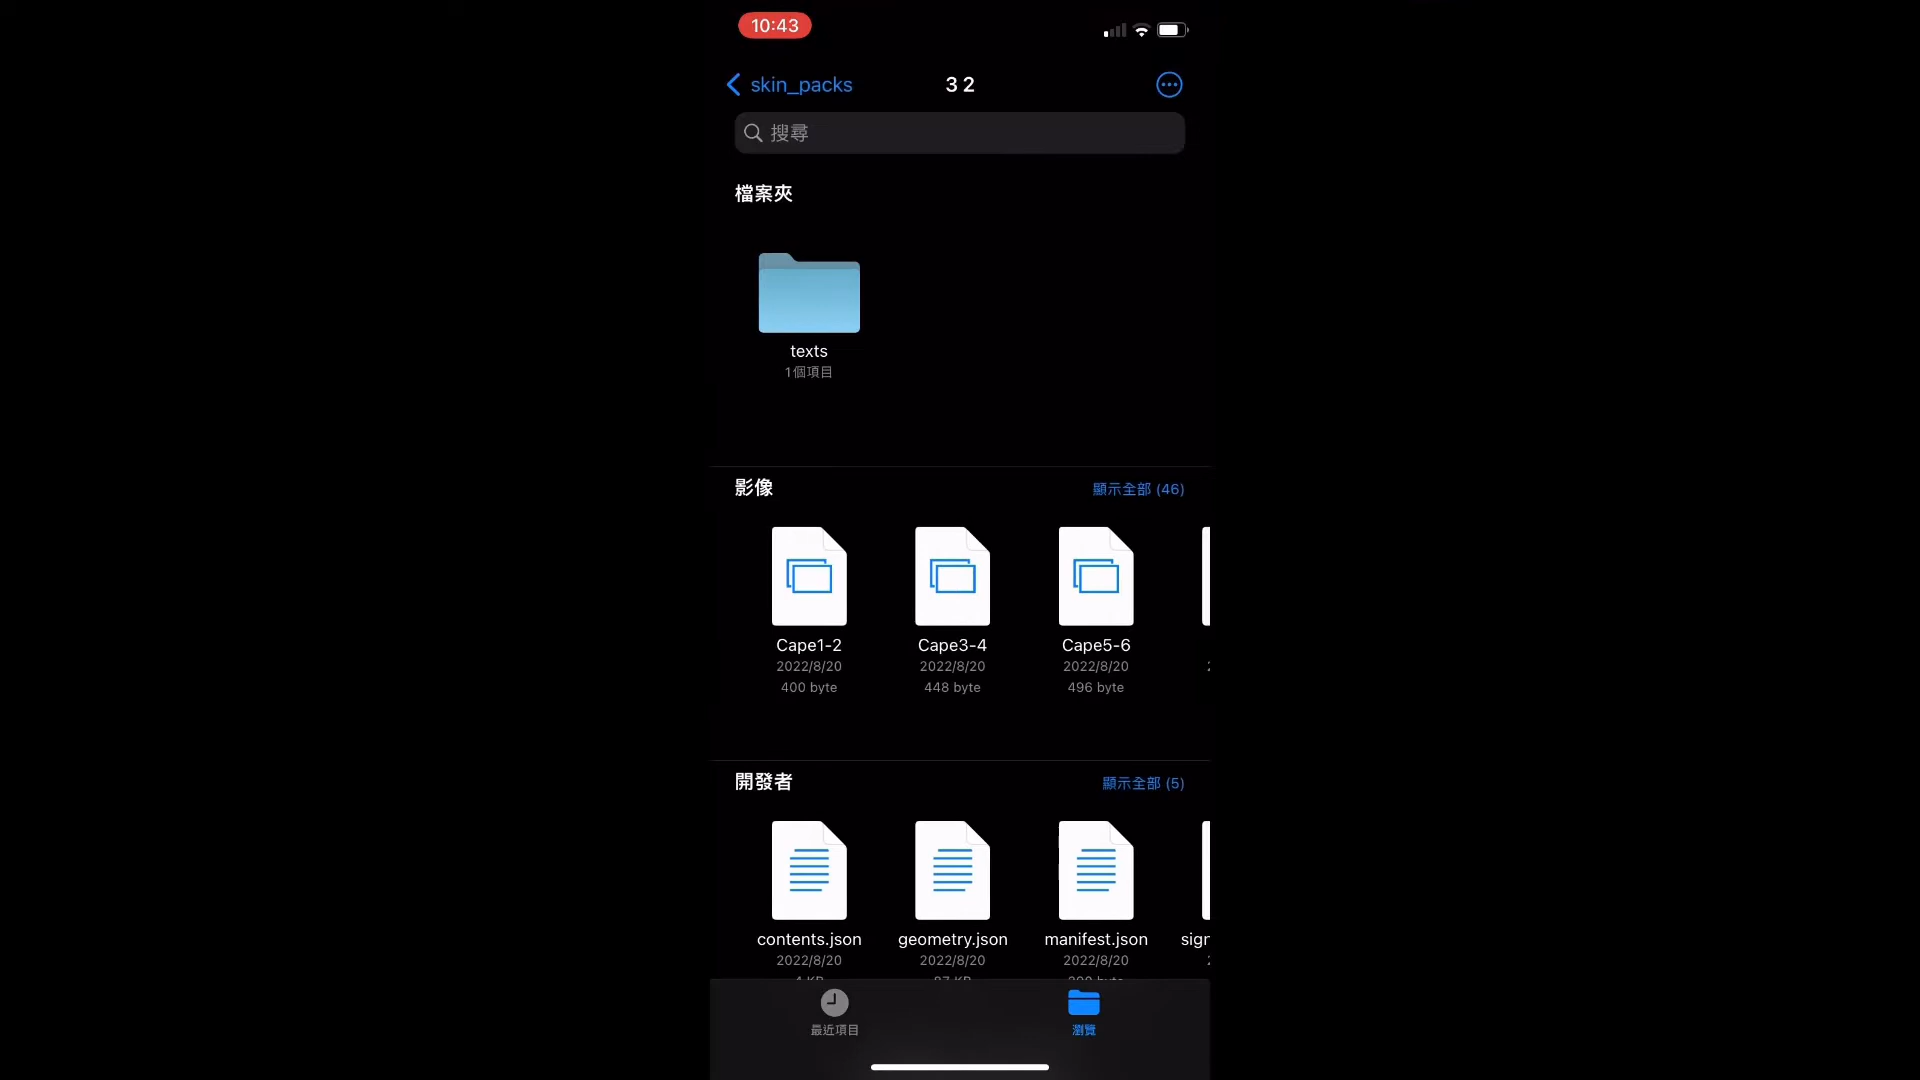 10:43
skin_packs
3 2
搜尋
檔案夾
texts
1個項目
影像
顯示全部 (46)
Cape1-2
Cape3-4
Cape5-6
2022/8/20
2022/8/20
2022/8/20
400 byte
448 byte
496 byte
開發者
顯示全部 (5)
contents.json
geometry.json
manifest.json
sigr
2022/8/20
2022/8/20
2022/8/20
最近項目
瀏覽